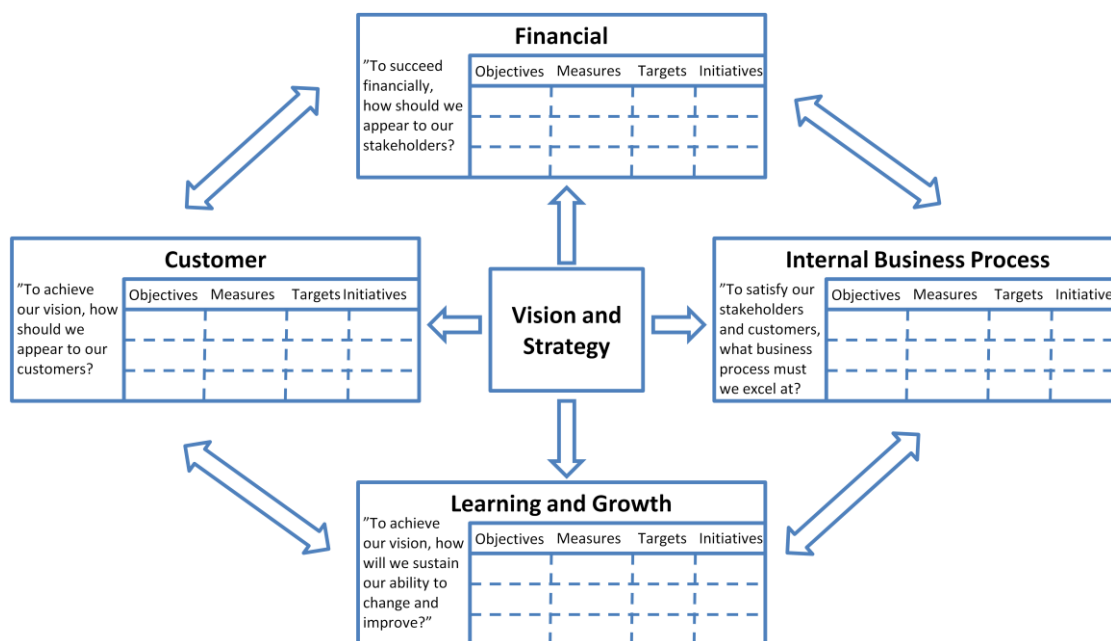 Financial
”To succeed
financially,
how should we
appear to our
stakeholders?
Objectives Measures Targets Initiatives
Customer
”To achieve
our vision, how
should we
appear to our
customers?
Objectives Measures Targets Initiatives
Vision and
Strategy
Internal Business Process
”To satisfy our
stakeholders
and customers,
what business
process must
we excel at?
Objectives Measures Targets Initiative
Learning and Growth
”To achieve
our vision, how
will we sustain
our ability to
change and
improve?”
Objectives Measures Targets Initiatives